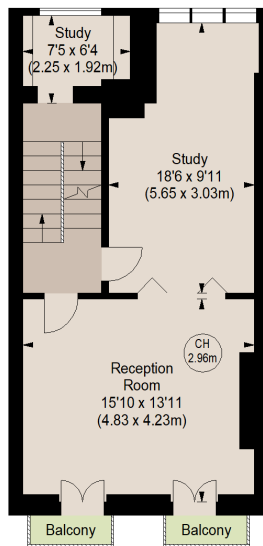 Study
7'5 x 6'4
(2.25 x 1.92m)
Study
18'6 x 9'11
(5.65 x 3.03m)
CH
2.96m
Reception
Room
15'10 x 13'11
(4.83 x 4.23m)
Balcony
Balcony